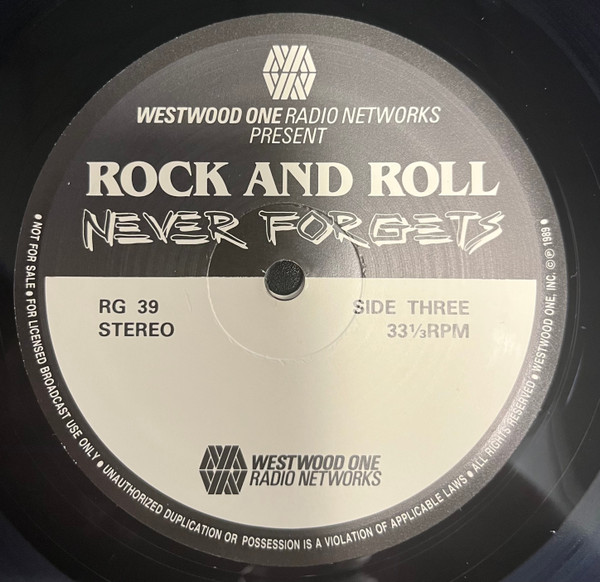 WESTWOOD ONE RADIO NETWORKS
PRESENT
ROCK AND ROLL
NEVER FORGETS
RG 39
STEREO
SIDE THREE
33⅓RPM
WESTWOOD ONE
RADIO NETWORKS
• NOT FOR SALE • FOR LICENSED BROADCAST USE ONLY • UNAUTHORIZED DUPLICATION OR POSSESSION IS A VIOLATION OF APPLICABLE LAWS • ALL RIGHTS RESERVED • WESTWOOD ONE, INC. © ℗ 1989 •